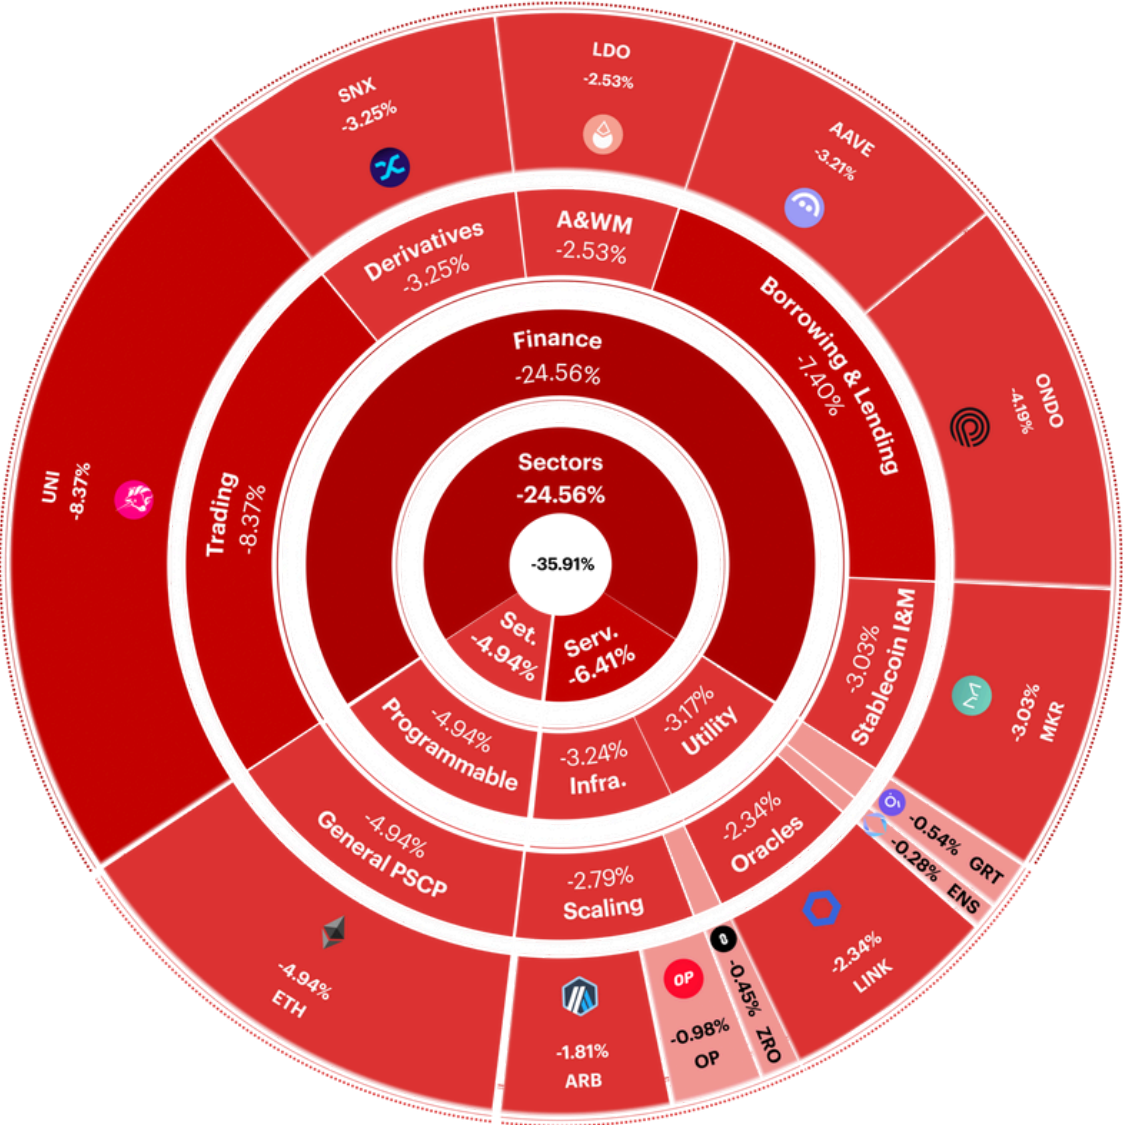 LDO
-2.53%
SNX
-3.25%
AAVE
-3.21%
ONDO
-4.19%
UNI
-8.37%
A&WM
-2.53%
Derivatives
-3.25%
Borrowing & Lending
-7.40%
Trading
-8.37%
Finance
-24.56%
Sectors
-24.56%
-35.91%
Set.
-4.94%
Serv.
-6.41%
-3.03%
Stablecoin I&M
-3.03%
MKR
-4.94%
Programmable
-3.24%
Infra.
-3.17%
Utility
-4.94%
General PSCP
-2.79%
Scaling
-2.34%
Oracles
-0.54% GRT
-0.28% ENS
-2.34%
LINK
-0.45% ZRO
OP
-0.98%
OP
-1.81%
ARB
-4.94%
ETH